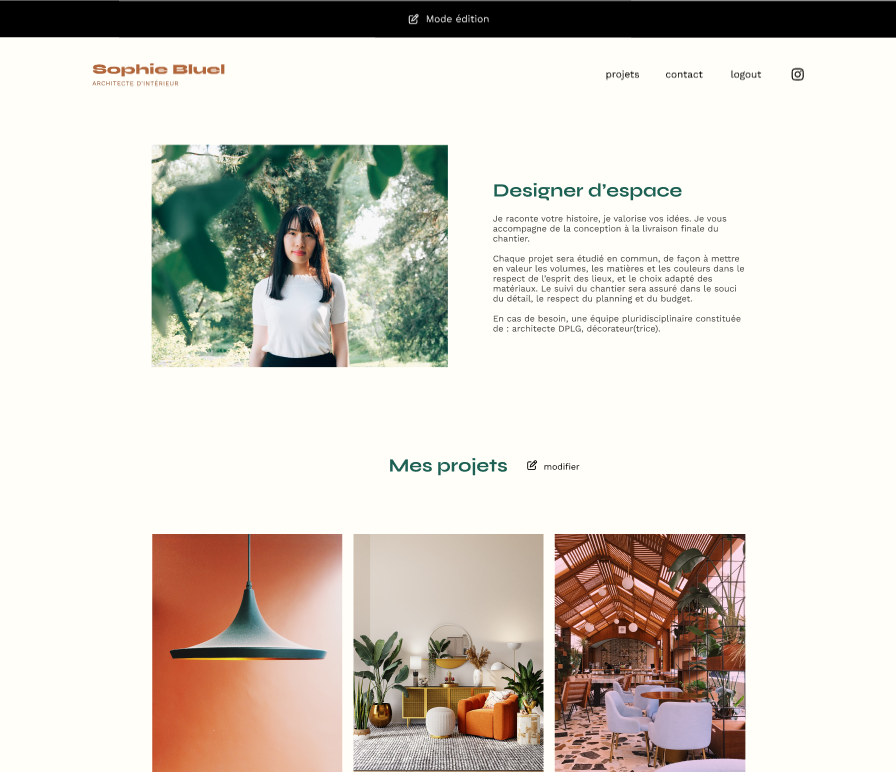 Mode édition
Sophie Bluel
ARCHITECTE D'INTÉRIEUR
projets contact logout
Designer d’espace
Je raconte votre histoire, je valorise vos idées. Je vous
accompagne de la conception à la livraison finale du
chantier.
Chaque projet sera étudié en commun, de façon à mettre
en valeur les volumes, les matières et les couleurs dans le
respect de l’esprit des lieux, et le choix adapté des
matériaux. Le suivi du chantier sera assuré dans le souci
du détail, le respect du planning et du budget.
En cas de besoin, une équipe pluridisciplinaire constituée
de : architecte DPLG, décorateur(trice).
Mes projets modifier